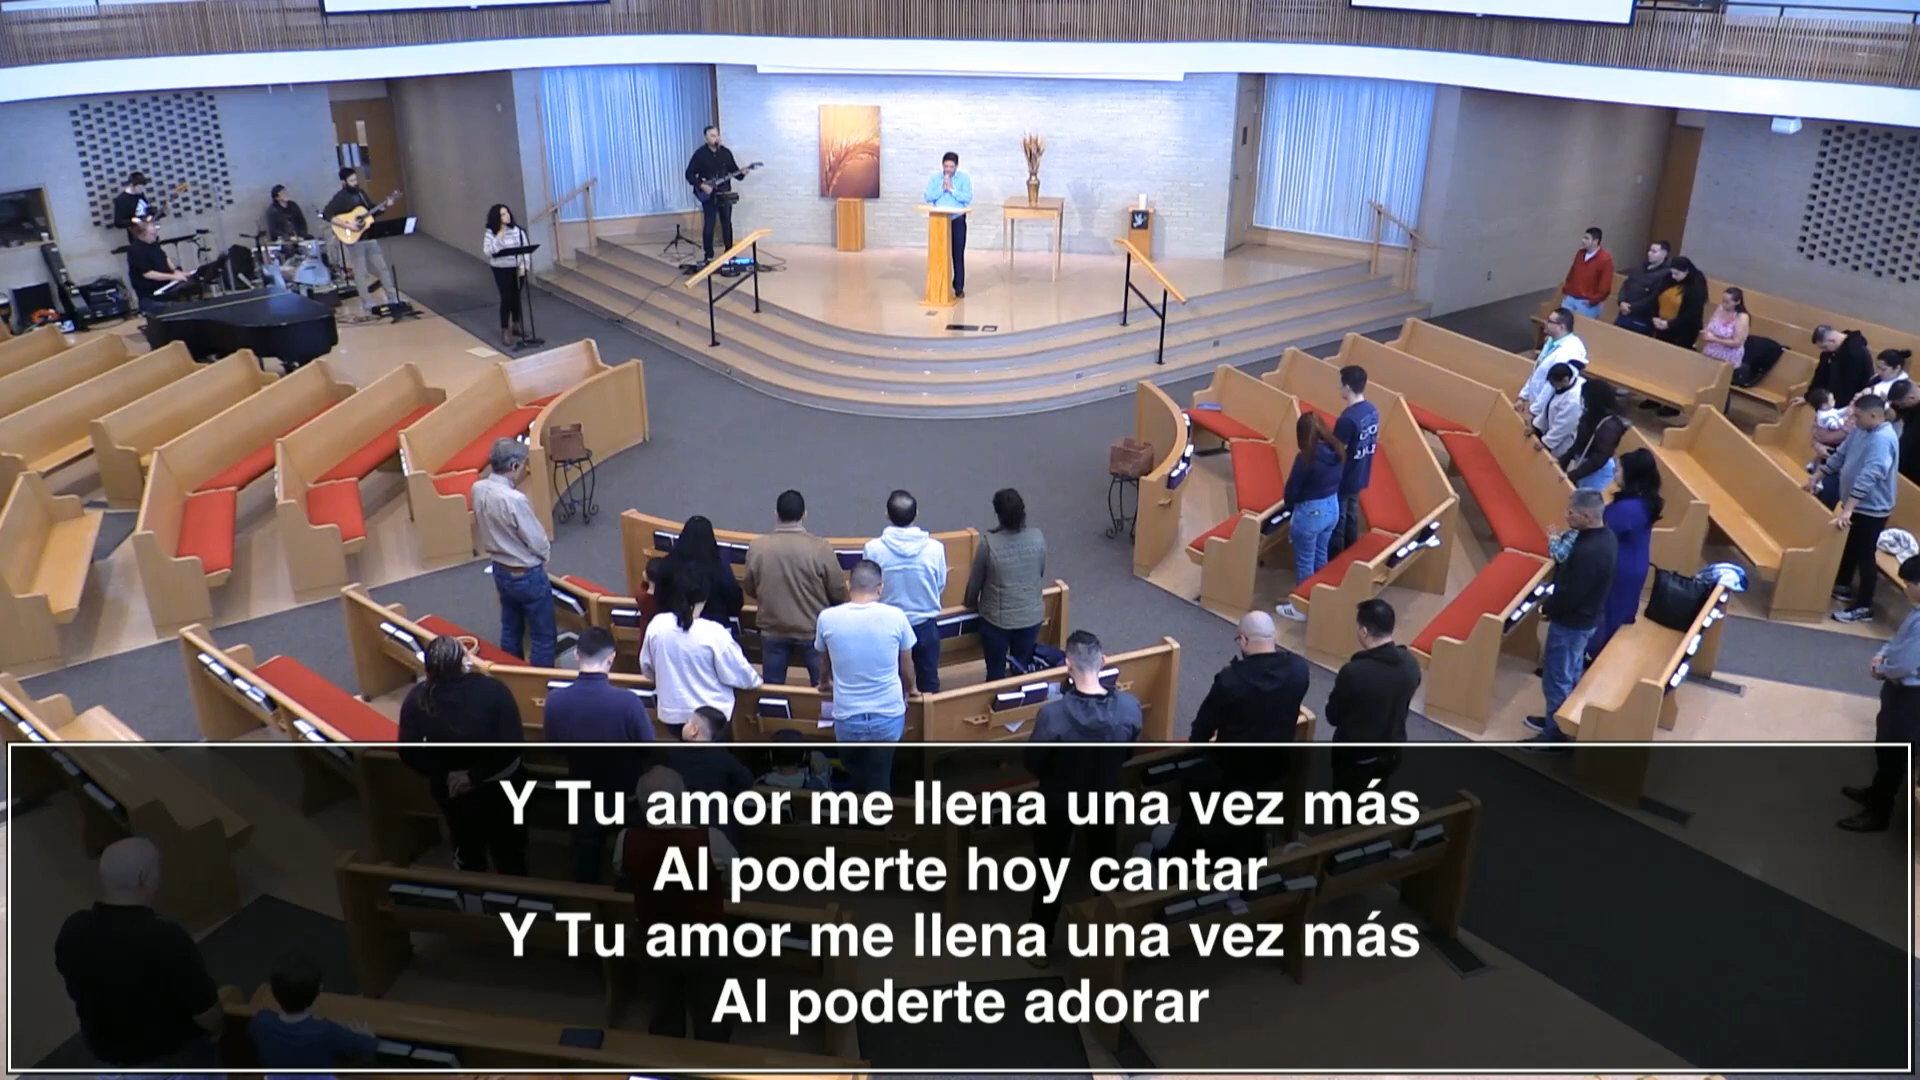 Y Tu amor me llena una vez más
Al poderte hoy cantar
Y Tu amor me llena una vez más
Al poderte adorar